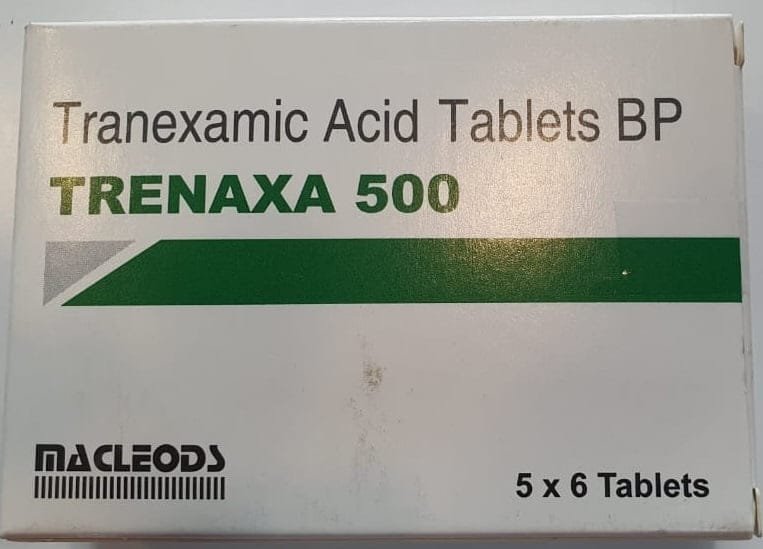 Tranexamic Acid Tablets BP
TRENAXA 500
MACLEODS
5 x 6 Tablets